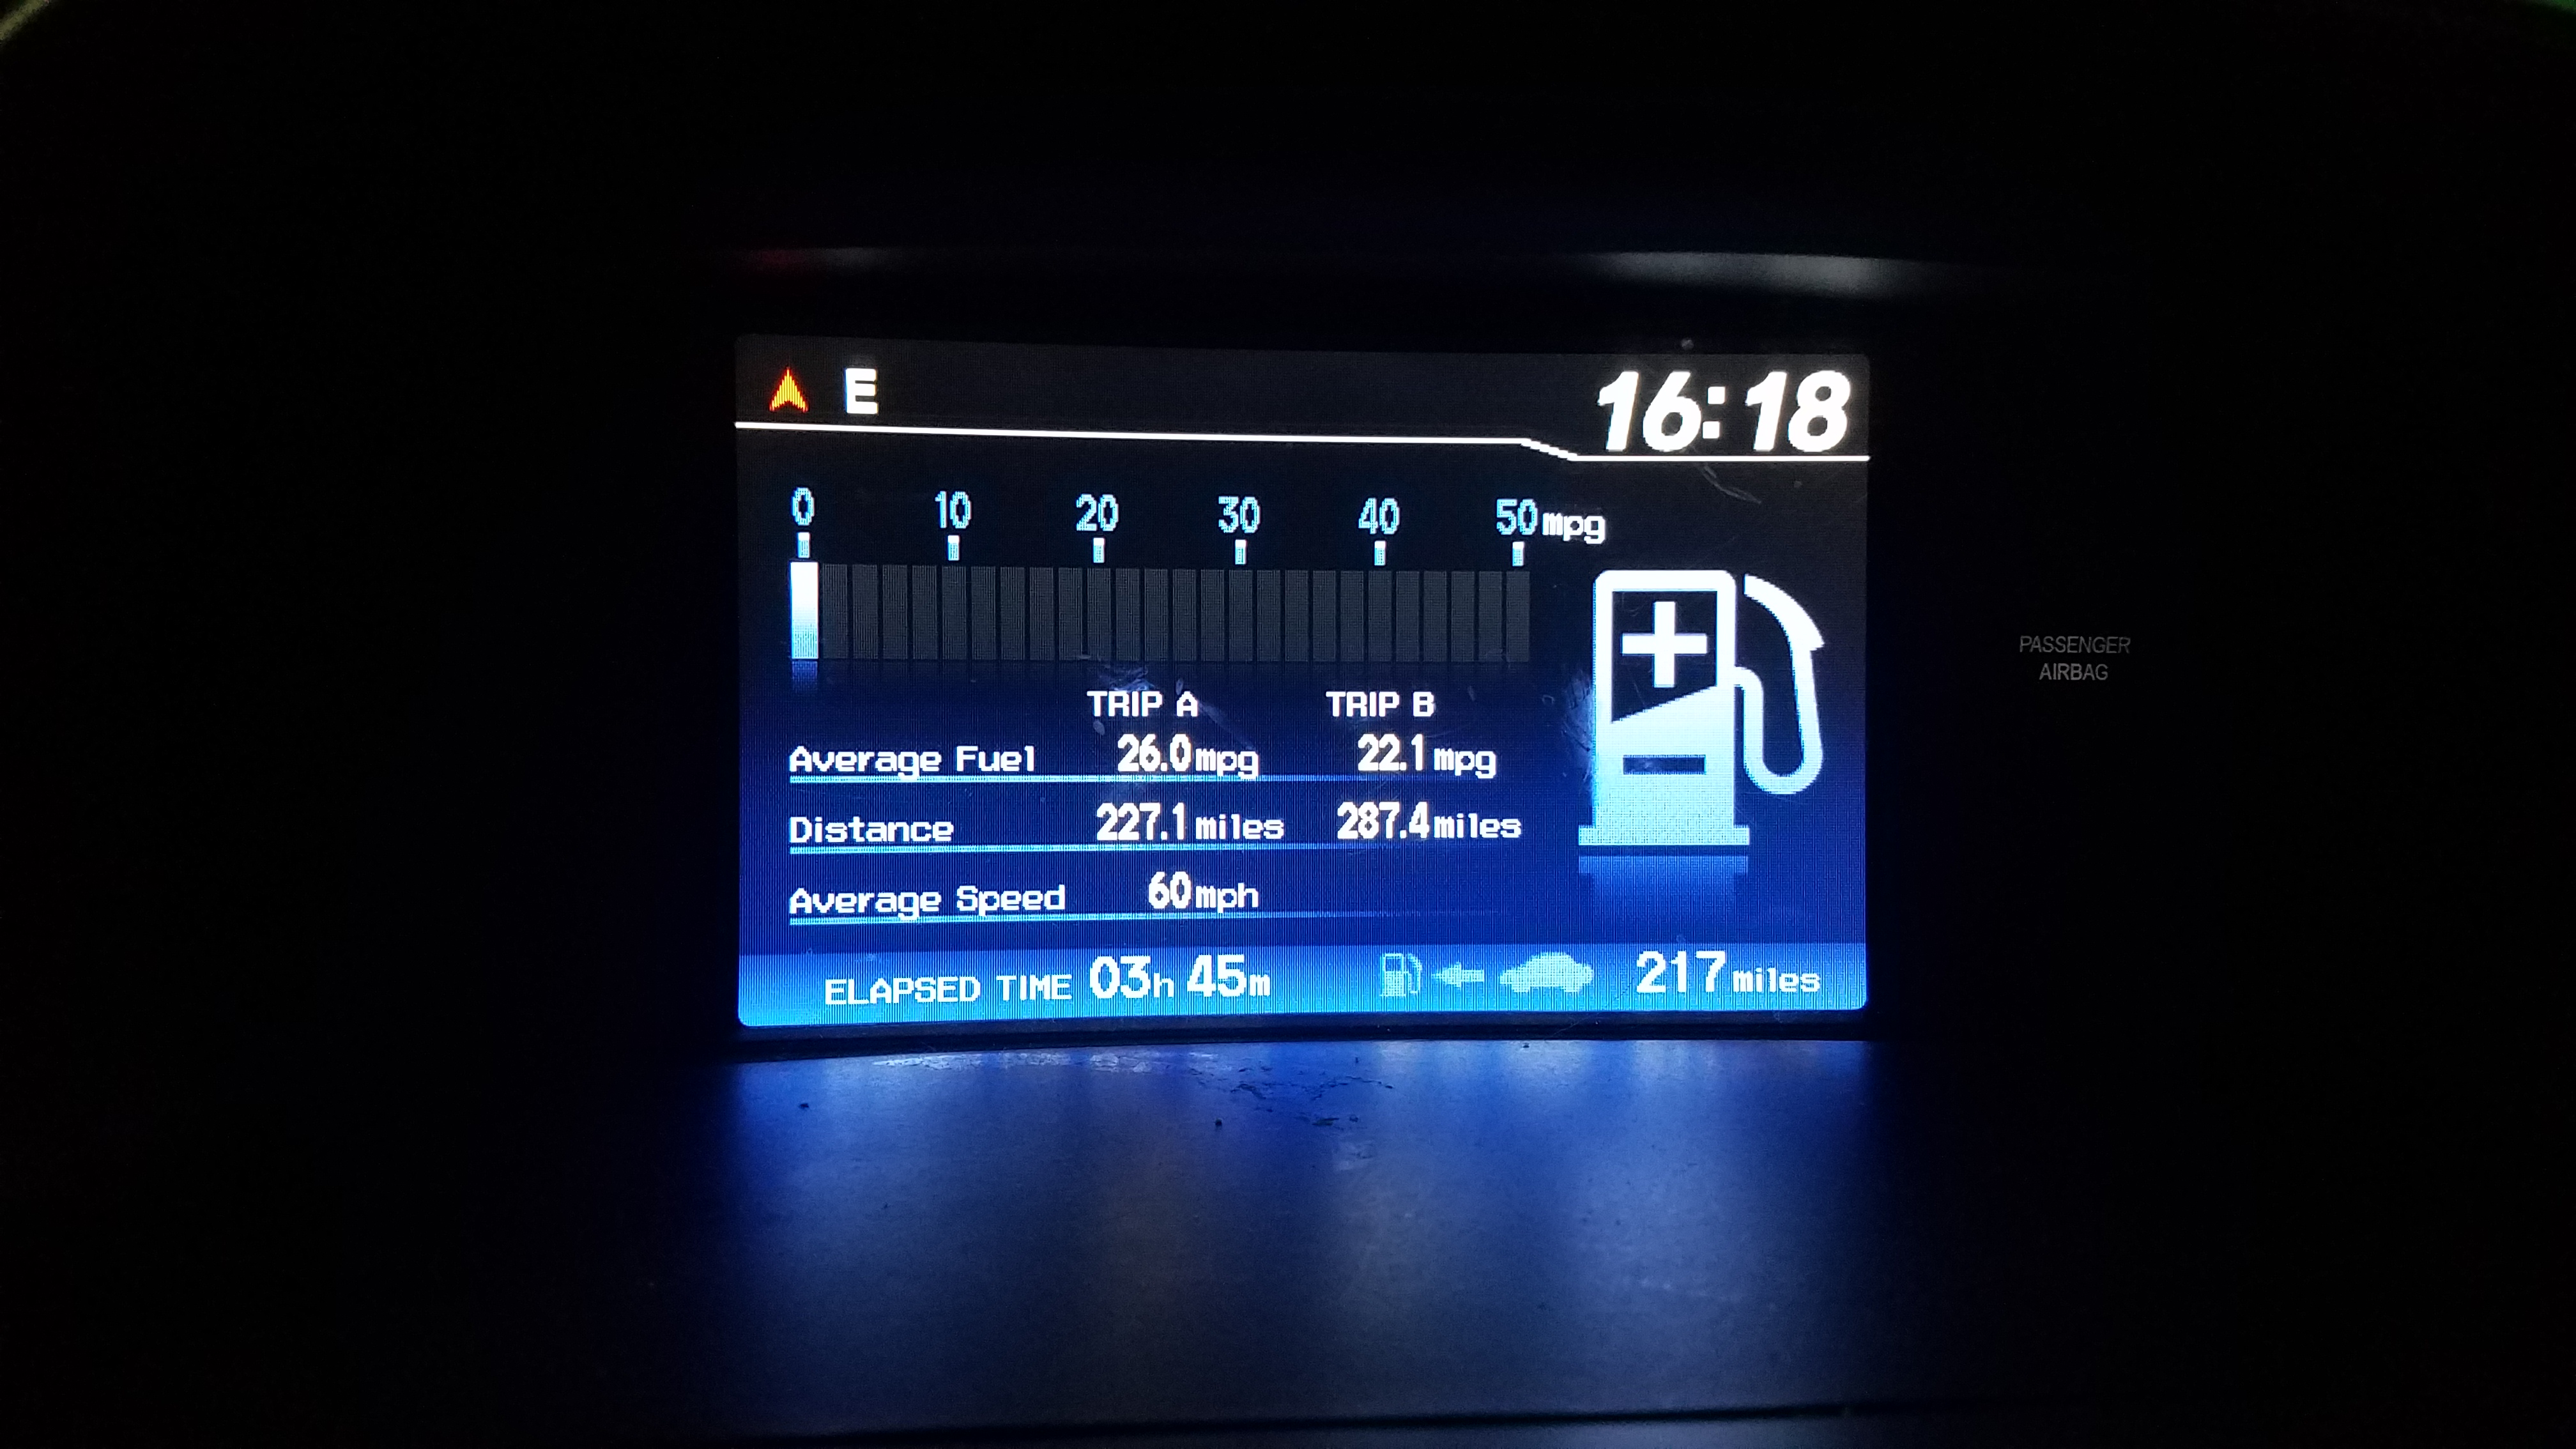 E 16:18
0 10 20 30 40 50 mpg
TRIP A TRIP B
Average Fuel 26.0 mpg 22.1 mpg
Distance 227.1 miles 287.4 miles
Average Speed 60 mph
ELAPSED TIME 03h 45m 217 miles
PASSENGER
AIRBAG